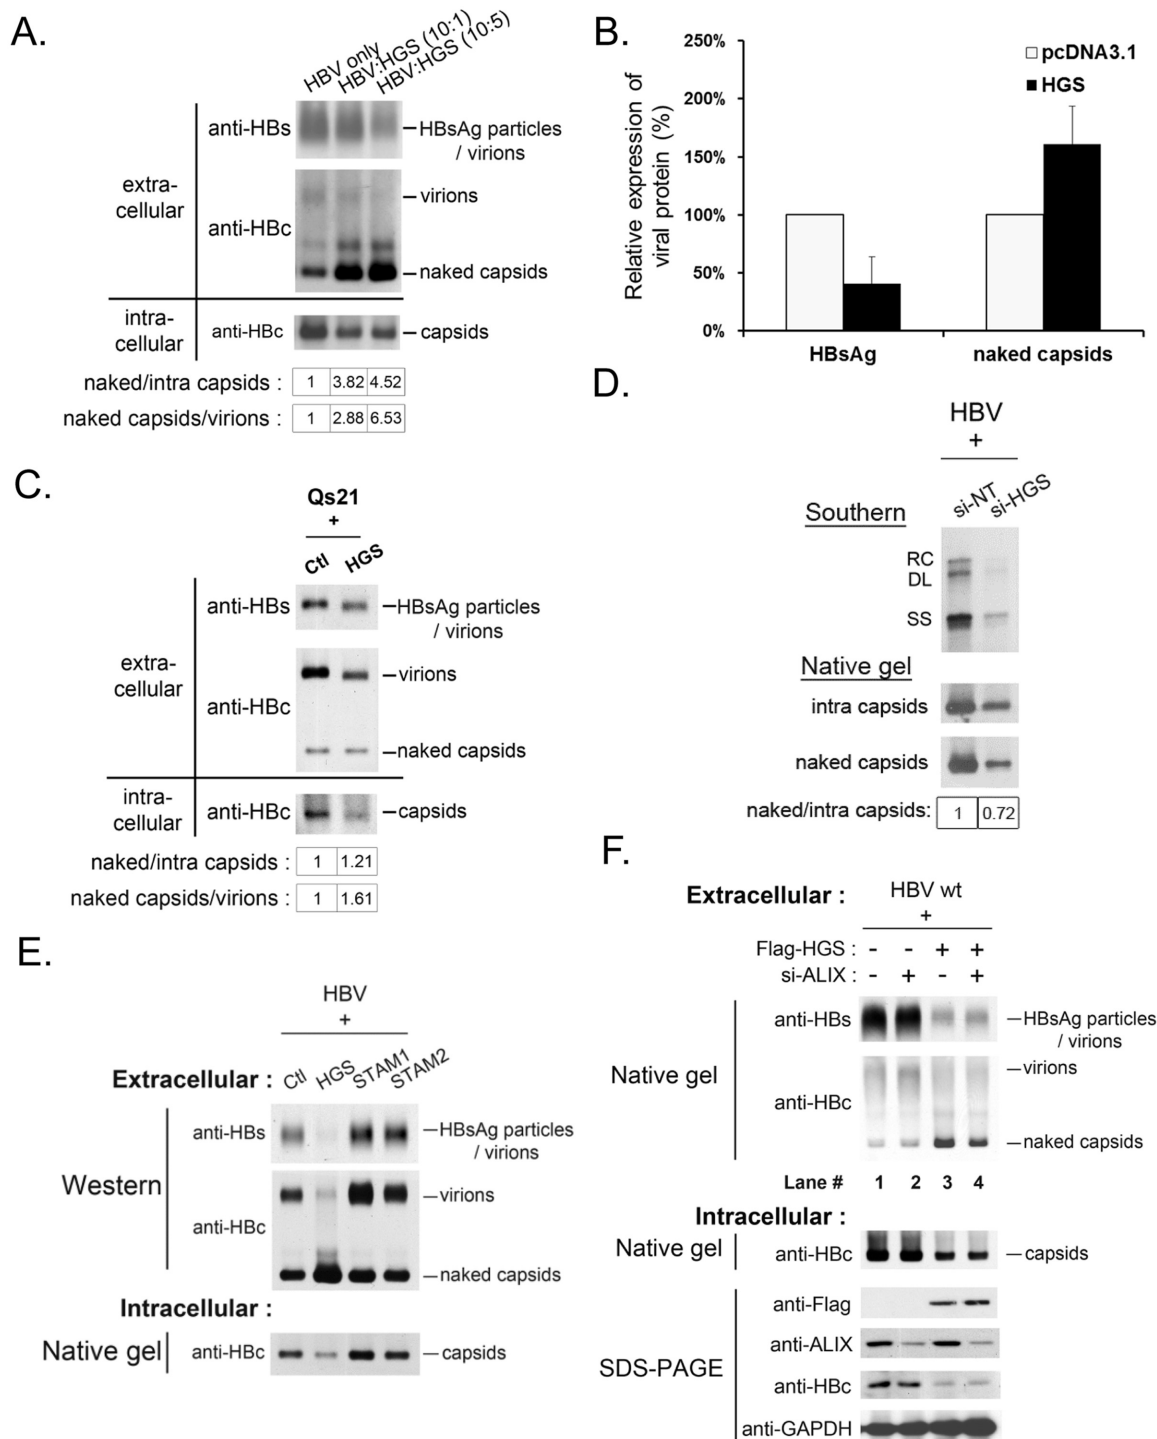 A.
HBV only
HBV:HGS (10:1)
HBV:HGS (10:5)
extra-
cellular
anti-HBs
HBsAg particles
/ virions
anti-HBc
virions
naked capsids
intra-
cellular
anti-HBc
capsids
naked/intra capsids : 1 3.82 4.52
naked capsids/virions : 1 2.88 6.53
B.
Relative expression of
viral protein (%)
250%
200%
150%
100%
50%
0%
pcDNA3.1
HGS
HBsAg
naked capsids
C.
Qs21
+
Ctl HGS
extra-
cellular
anti-HBs
HBsAg particles
/ virions
anti-HBc
virions
naked capsids
intra-
cellular
anti-HBc
capsids
naked/intra capsids : 1 1.21
naked capsids/virions : 1 1.61
D.
HBV
+
si-NT si-HGS
Southern
RC
DL
SS
Native gel
intra capsids
naked capsids
naked/intra capsids: 1 0.72
E.
HBV
+
Extracellular : Ctl HGS STAM1 STAM2
Western
anti-HBs
HBsAg particles
/ virions
anti-HBc
virions
naked capsids
Intracellular :
Native gel
anti-HBc
capsids
F.
Extracellular : HBV wt
+
Flag-HGS : - - + +
si-ALIX : - + - +
Native gel
anti-HBs
HBsAg particles
/ virions
anti-HBc
virions
naked capsids
Lane # 1 2 3 4
Intracellular :
Native gel
anti-HBc
capsids
SDS-PAGE
anti-Flag
anti-ALIX
anti-HBc
anti-GAPDH